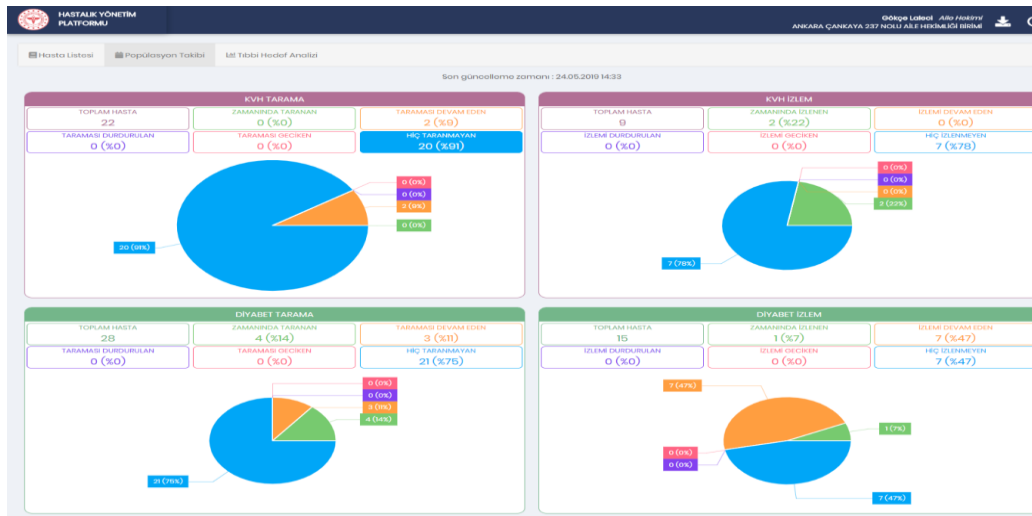 HASTALIK YÖNETİM
PLATFORMU
Gökçe Laleci Aile Hekimi
ANKARA ÇANKAYA 237 NOLU AİLE HEKİMLİĞİ BİRİMİ
Hasta Listesi Popülasyon Takibi Tıbbi Hedef Analizi
Son güncelleme zamanı : 24.05.2019 14:33
KVH TARAMA
TOPLAM HASTA ZAMANINDA TARANAN TARAMASI DEVAM EDEN
22 0 (%0) 2 (%9)
TARAMASI DURDURULAN TARAMASI GECİKEN HİÇ TARANMAYAN
0 (%0) 0 (%0) 20 (%91)
0 (0%)
0 (0%)
2 (9%)
0 (0%)
20 (91%)
KVH İZLEM
TOPLAM HASTA ZAMANINDA İZLENEN İZLEMİ DEVAM EDEN
9 2 (%22) 0 (%0)
İZLEMİ DURDURULAN İZLEMİ GECİKEN HİÇ İZLENMEYEN
0 (%0) 0 (%0) 7 (%78)
0 (0%)
0 (0%)
0 (0%)
2 (22%)
7 (78%)
DİYABET TARAMA
TOPLAM HASTA ZAMANINDA TARANAN TARAMASI DEVAM EDEN
28 4 (%14) 3 (%11)
TARAMASI DURDURULAN TARAMASI GECİKEN HİÇ TARANMAYAN
0 (%0) 0 (%0) 21 (%75)
0 (0%)
0 (0%)
3 (11%)
4 (14%)
21 (75%)
DİYABET İZLEM
TOPLAM HASTA ZAMANINDA İZLENEN İZLEMİ DEVAM EDEN
15 1 (%7) 7 (%47)
İZLEMİ DURDURULAN İZLEMİ GECİKEN HİÇ İZLENMEYEN
0 (%0) 0 (%0) 7 (%47)
7 (47%)
1 (7%)
0 (0%)
0 (0%)
7 (47%)